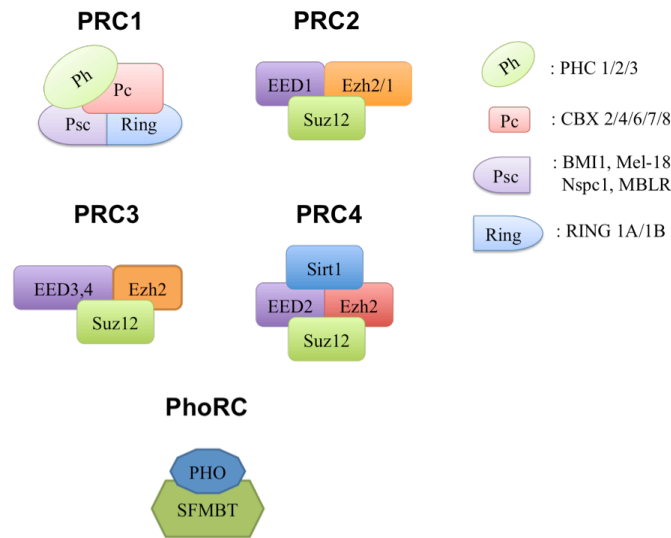 PRC1
PRC2
Ph
Pc
Psc
Ring
EED1
Ezh2/1
Suz12
Ph
: PHC 1/2/3
Pc
: CBX 2/4/6/7/8
Psc
: BMI1, Mel-18
Nspc1, MBLR
Ring
: RING 1A/1B
PRC3
PRC4
EED3,4
Ezh2
Suz12
Sirt1
EED2
Ezh2
Suz12
PhoRC
PHO
SFMBT